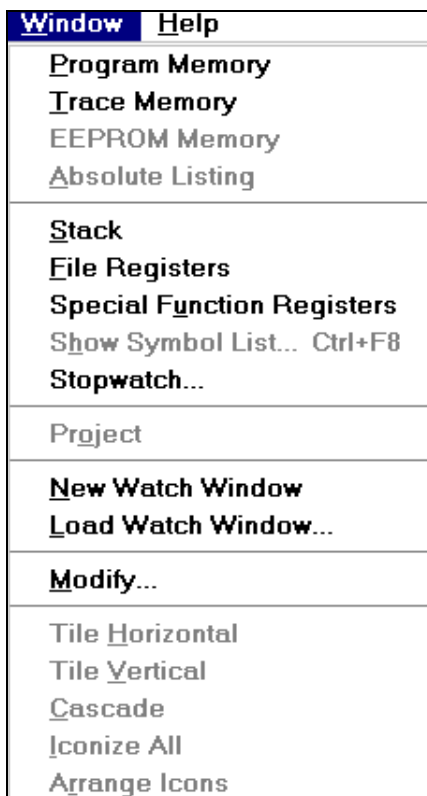 Window Help
Program Memory
Trace Memory
EEPROM Memory
Absolute Listing
Stack
File Registers
Special Function Registers
Show Symbol List... Ctrl+F8
Stopwatch...
Project
New Watch Window
Load Watch Window...
Modify...
Tile Horizontal
Tile Vertical
Cascade
Iconize All
Arrange Icons